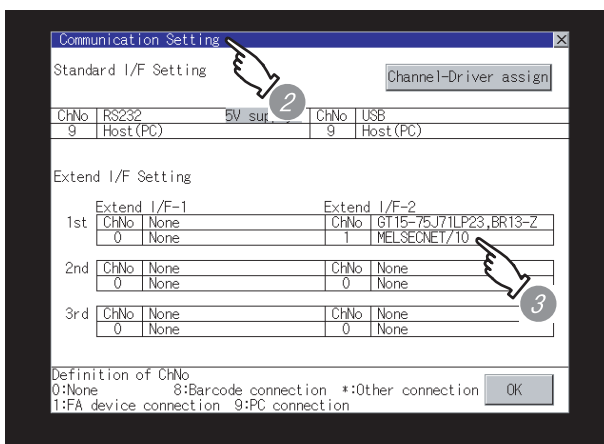 Communication Setting
Standard I/F Setting
Channel-Driver assign
2
ChNo RS232 5V ChNo USB
9 Host(PC) 9 Host(PC)
Extend I/F Setting
Extend I/F-1 Extend I/F-2
1st ChNo None ChNo GT15-75J71LP23,BR13-Z
0 None 1 MELSECNET/10
2nd ChNo None ChNo None
0 None 0 None
3
3rd ChNo None ChNo None
0 None 0 None
Definition of ChNo
0:None 8:Barcode connection *:Other connection OK
1:FA device connection 9:PC connection